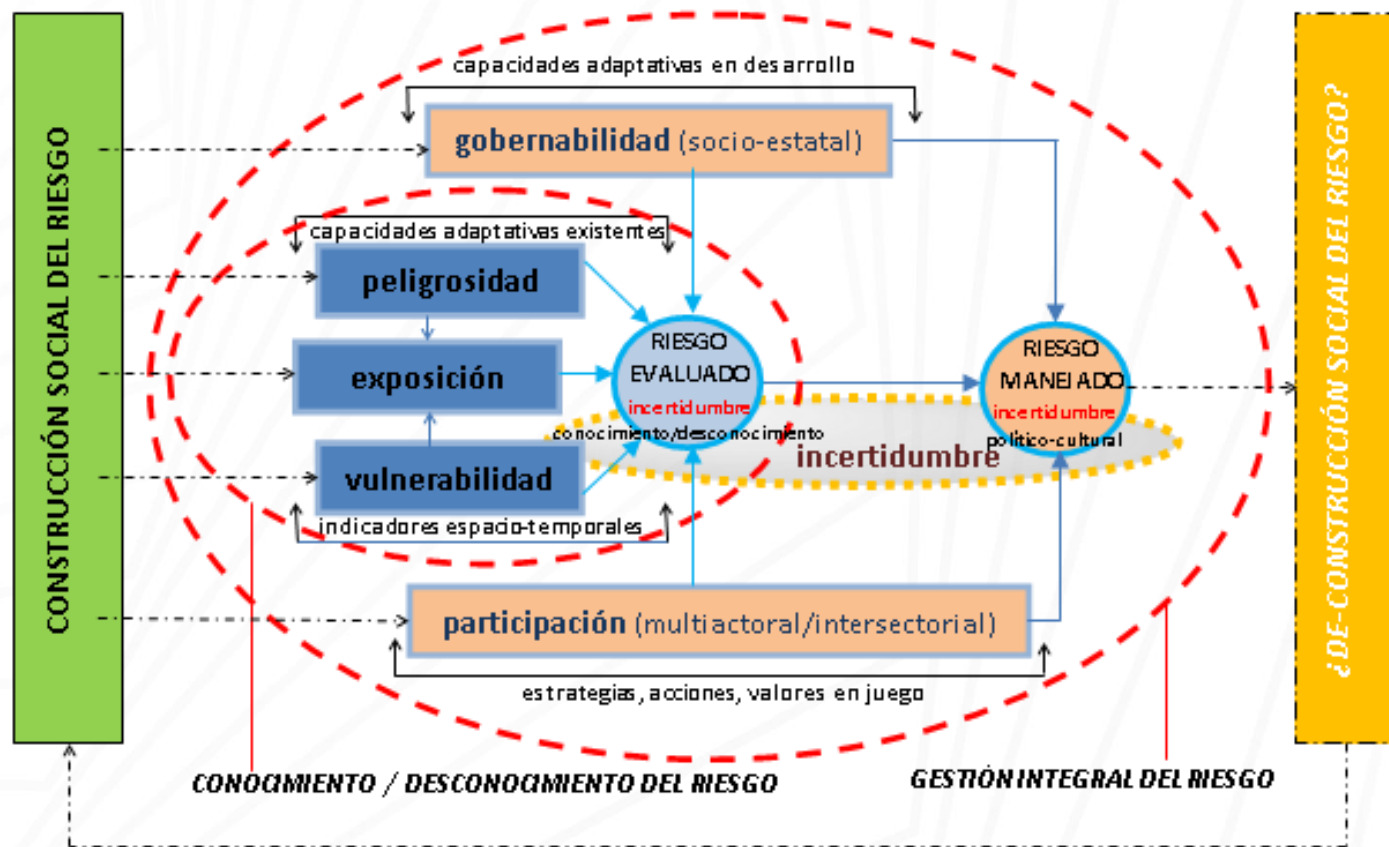 CONSTRUCCIÓN SOCIAL DEL RIESGO
capacidades adaptativas en desarrollo
gobernabilidad (socio-estatal)
capacidades adaptativas existentes
peligrosidad
exposición
vulnerabilidad
indicadores espacio-temporales
RIESGO
EVALUADO
incertidumbre
conocimiento/desconocimiento
RIESGO
MANEJADO
incertidumbre
político-cultural
incertidumbre
participación (multiactoral/intersectorial)
estrategias, acciones, valores en juego
CONOCIMIENTO / DESCONOCIMIENTO DEL RIESGO
GESTIÓN INTEGRAL DEL RIESGO
¿DE-CONSTRUCCIÓN SOCIAL DEL RIESGO?